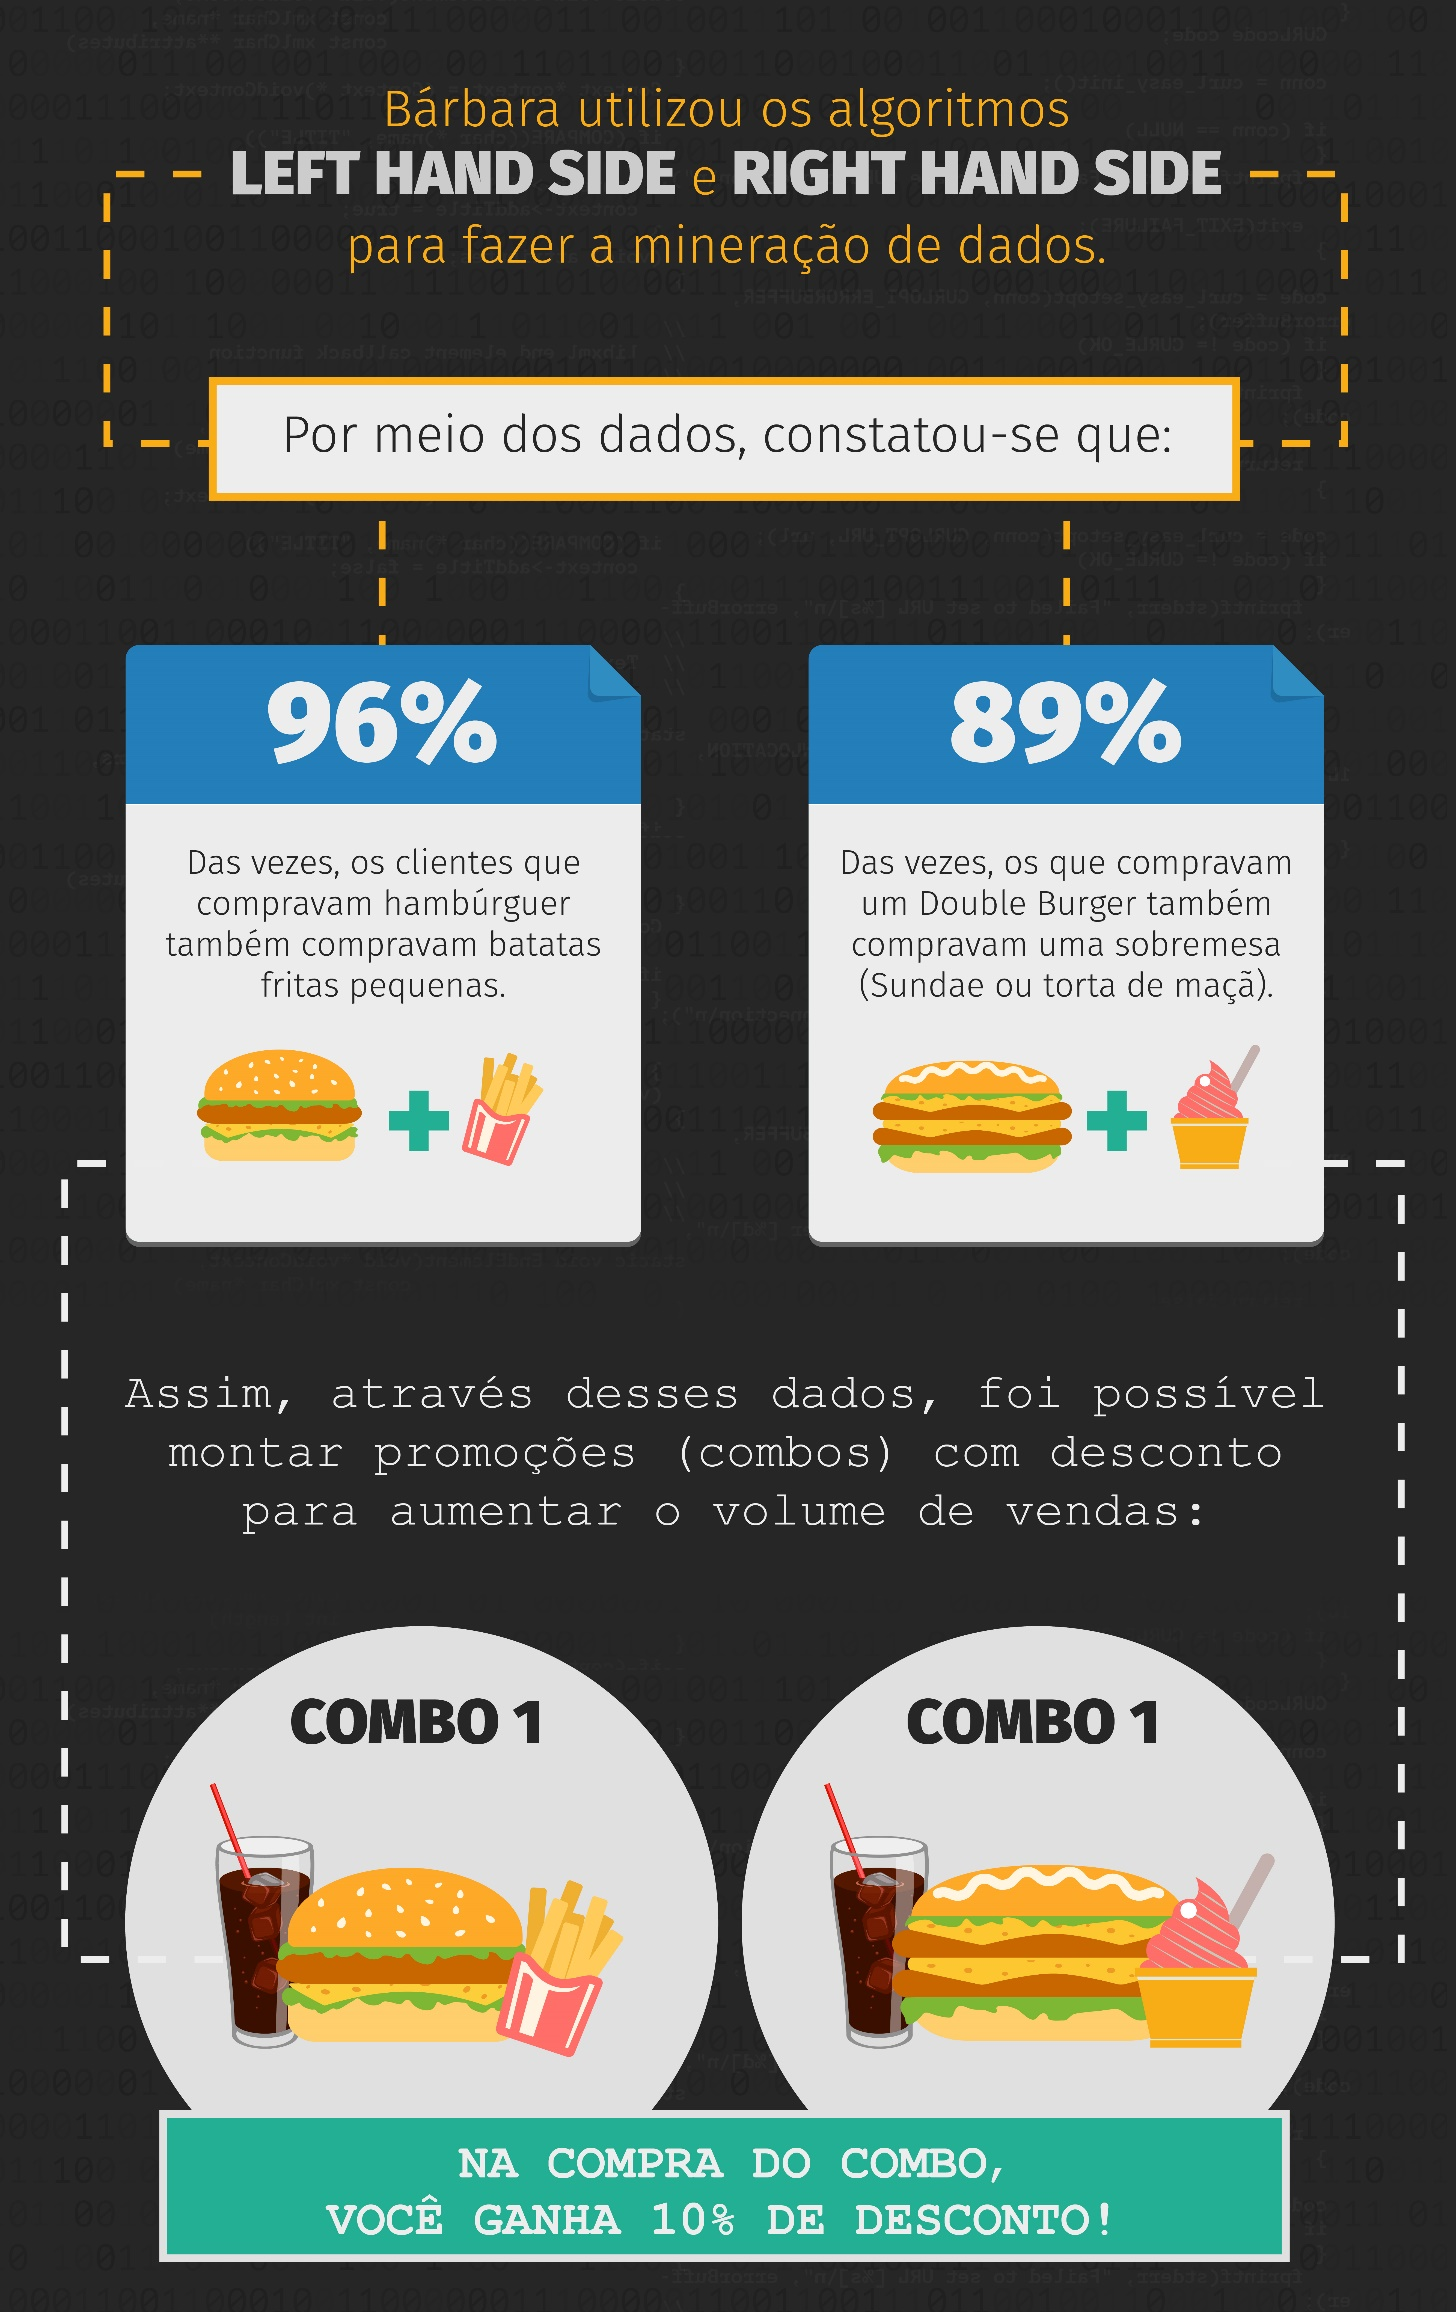 Bárbara utilizou os algoritmos
LEFT HAND SIDE e RIGHT HAND SIDE
para fazer a mineração de dados.
Por meio dos dados, constatou-se que:
96%
Das vezes, os clientes que
compravam hambúrguer
também compravam batatas
fritas pequenas.
89%
Das vezes, os que compravam
um Double Burger também
compravam uma sobremesa
(Sundae ou torta de maçã).
Assim, através desses dados, foi possível
montar promoções (combos) com desconto
para aumentar o volume de vendas:
COMBO 1
COMBO 1
NA COMPRA DO COMBO,
VOCÊ GANHA 10% DE DESCONTO!